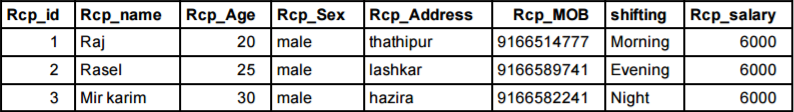 Rcp_id Rcp_name Rcp_Age Rcp_Sex Rcp_Address Rcp_MOB shifting Rcp_salary
1 Raj 20 male thathipur 9166514777 Morning 6000
2 Rasel 25 male lashkar 9166589741 Evening 6000
3 Mir karim 30 male hazira 9166582241 Night 6000